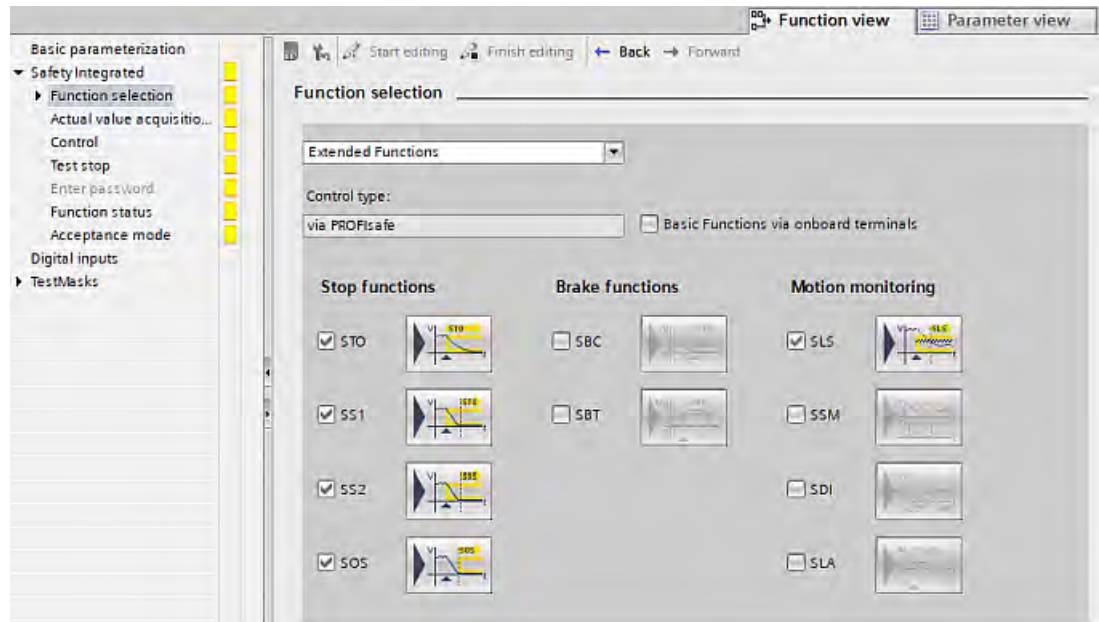 Function view
Parameter view
Basic parameterization
Safety Integrated
Function selection
Actual value acquisitio...
Control
Test stop
Enter password
Function status
Acceptance mode
Digital inputs
TestMasks
Start editing
Finish editing
Back
Forward
Function selection
Extended Functions
Control type:
via PROFIsafe
Basic Functions via onboard terminals
Stop functions
Brake functions
Motion monitoring
STO
V STO
t
SBC
SLS
V SLS
SS1
V
t
SBT
SSM
SS2
V
t
SDI
SOS
V SOS
t
SLA